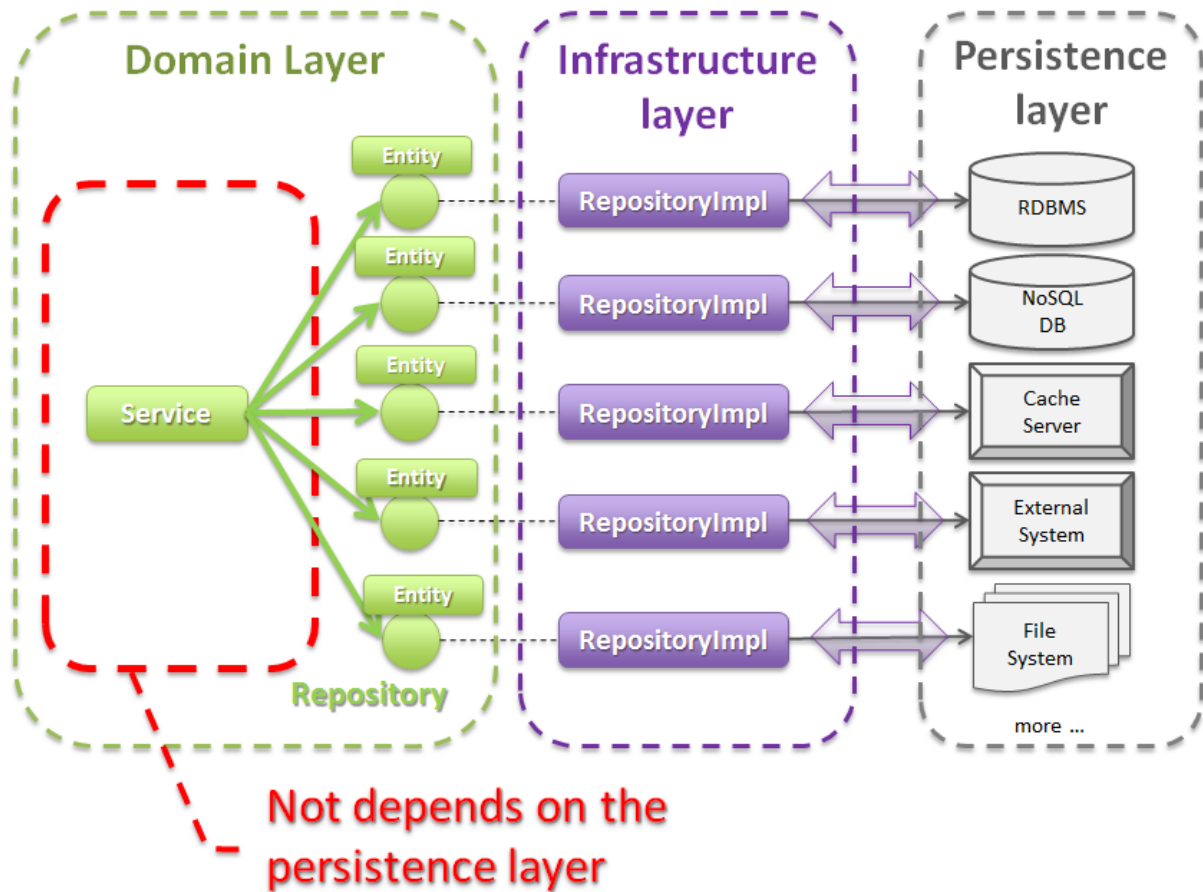 Domain Layer
Infrastructure
layer
Persistence
layer
Entity
RepositoryImpl
RDBMS
Entity
RepositoryImpl
NoSQL
DB
Entity
Service
RepositoryImpl
Cache
Server
Entity
RepositoryImpl
External
System
Entity
RepositoryImpl
File
System
Repository
more ...
Not depends on the
persistence layer